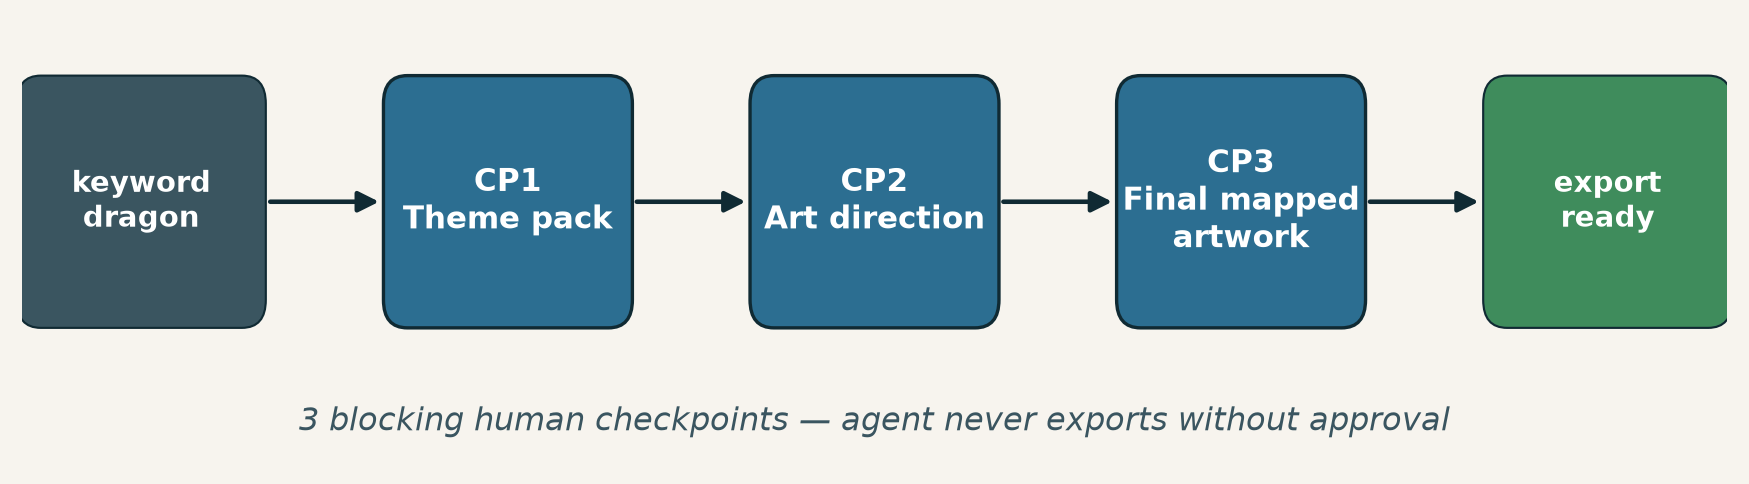 keyword
dragon
CP1
Theme pack
CP2
Art direction
CP3
Final mapped
artwork
export
ready
3 blocking human checkpoints — agent never exports without approval